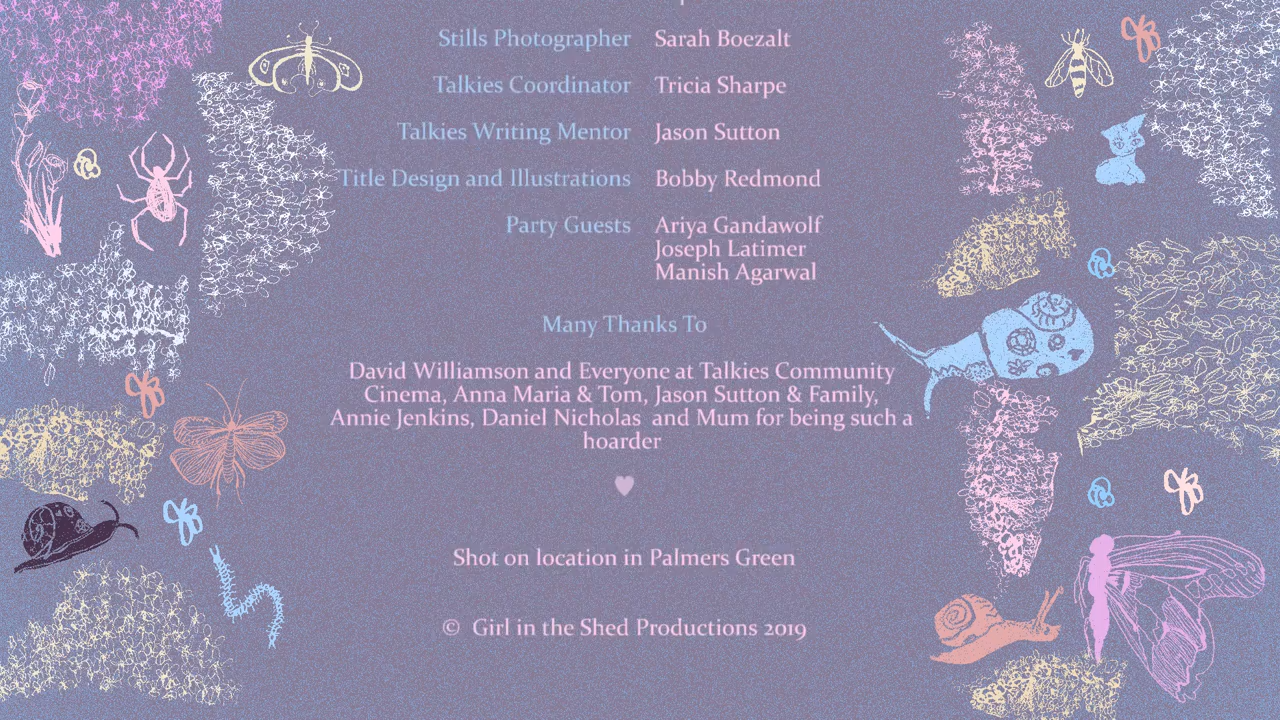 Stills Photographer Sarah Boezalt
Talkies Coordinator Tricia Sharpe
Talkies Writing Mentor Jason Sutton
Title Design and Illustrations Bobby Redmond
Party Guests Ariya Gandawolf
Joseph Latimer
Manish Agarwal
Many Thanks To
David Williamson and Everyone at Talkies Community
Cinema, Anna Maria & Tom, Jason Sutton & Family,
Annie Jenkins, Daniel Nicholas and Mum for being such a
hoarder
Shot on location in Palmers Green
© Girl in the Shed Productions 2019